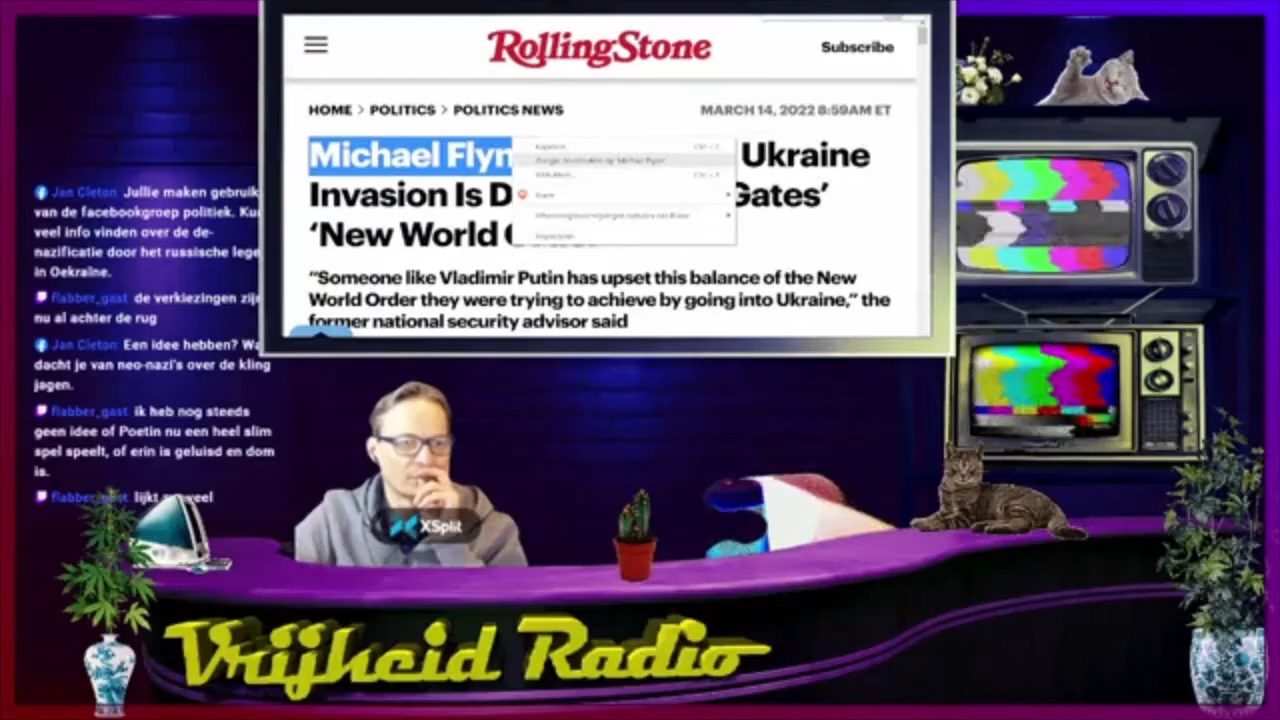 RollingStone
Subscribe
HOME > POLITICS > POLITICS NEWS
MARCH 14, 2022 8:59AM ET
Michael Flyn Ukraine
Invasion Is D Gates’
‘New World
“Someone like Vladimir Putin has upset this balance of the New
World Order they were trying to achieve by going into Ukraine,” the
former national security advisor said
Jan Cleton: Jullie maken gebruik
van de facebookgroep politiek. Kun
veel info vinden over de de-
nazificatie door het russische lege
in Oekraïne.
flabber_gast de verkiezingen zij
nu al achter de rug
Jan Cleton: Een idee hebben? Wa
dacht je van neo-nazi's over de kling
jagen.
flabber_gast ik heb nog steeds
geen idee of Poetin nu een heel slim
spel speelt, of erin is geluisd en dom
is.
flabber_gast lijkt veel
XSplit
Vrijheid Radio